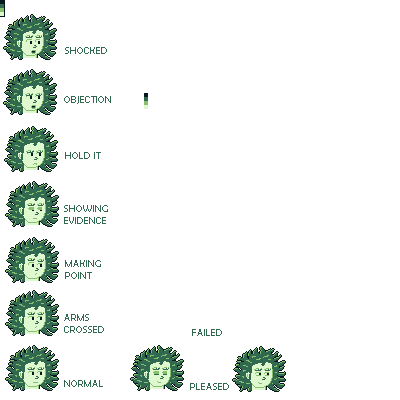 SHOCKED
OBJECTION
HOLD IT
SHOWING
EVIDENCE
MAKING
POINT
ARMS
CROSSED
FAILED
NORMAL
PLEASED